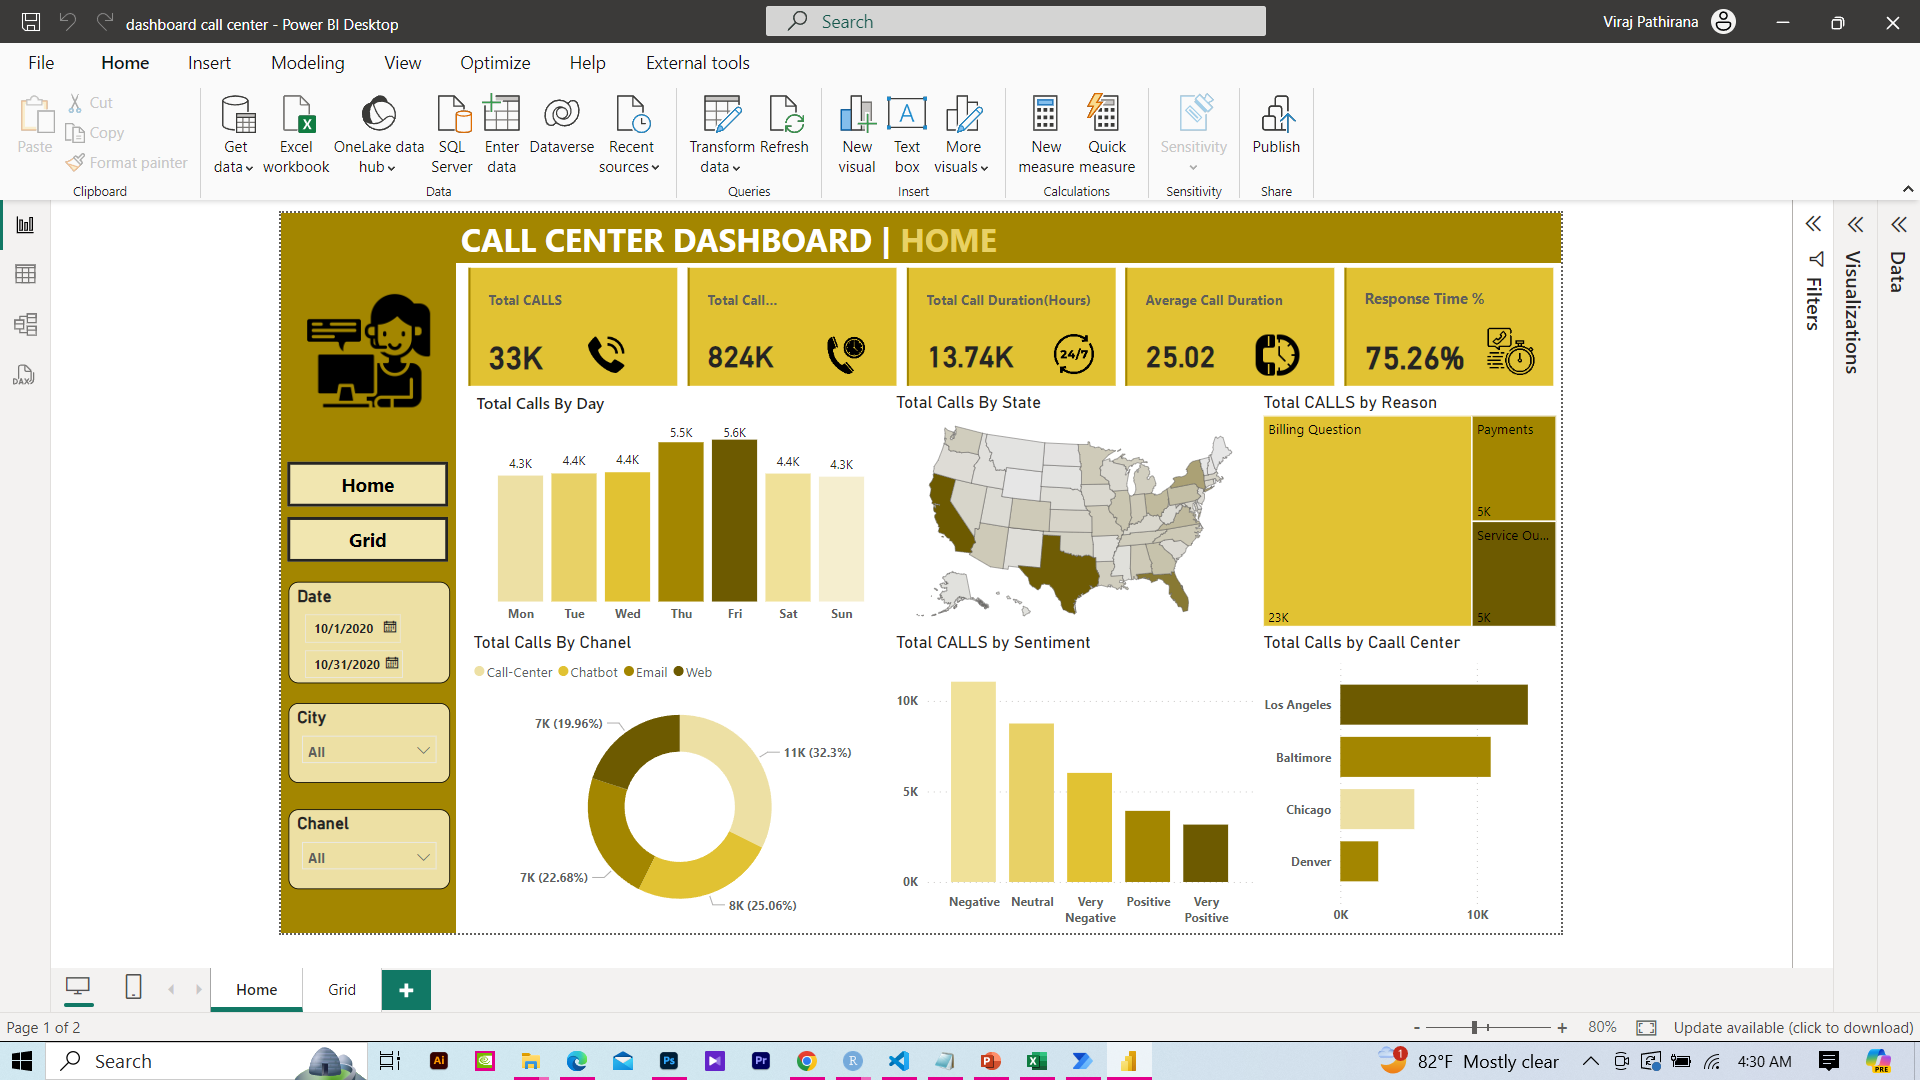 dashboard call center - Power BI Desktop
Search
Viraj Pathirana
File Home Insert Modeling View Optimize Help External tools
Paste
Cut
Copy
Format painter
Clipboard
Get data
Excel workbook
OneLake data hub
SQL Server
Enter data
Dataverse
Recent sources
Data
Transform data
Refresh
Queries
New visual
Text box
More visuals
Insert
New measure
Quick measure
Calculations
Sensitivity
Sensitivity
Publish
Share
CALL CENTER DASHBOARD | HOME
Total CALLS
33K
Total Call...
824K
Total Call Duration(Hours)
13.74K
24/7
Average Call Duration
25.02
Response Time %
75.26%
Home
Grid
Date
10/1/2020
10/31/2020
City
All
Chanel
All
Total Calls By Day
4.3K 4.4K 4.4K 5.5K 5.6K 4.4K 4.3K
Mon Tue Wed Thu Fri Sat Sun
Total Calls By State
Total CALLS by Reason
Billing Question
23K
Payments
5K
Service Ou...
5K
Total Calls By Chanel
Call-Center Chatbot Email Web
7K (19.96%)
11K (32.3%)
7K (22.68%)
8K (25.06%)
Total CALLS by Sentiment
10K
5K
0K
Negative Neutral Very Negative Positive Very Positive
Total Calls by Caall Center
Los Angeles
Baltimore
Chicago
Denver
0K 10K
Filters
Visualizations
Data
DAX
Home Grid
Page 1 of 2
- + 80%
Update available (click to download)
Search
Ai
Ps
Pr
R
1
82°F Mostly clear
4:30 AM
PRE